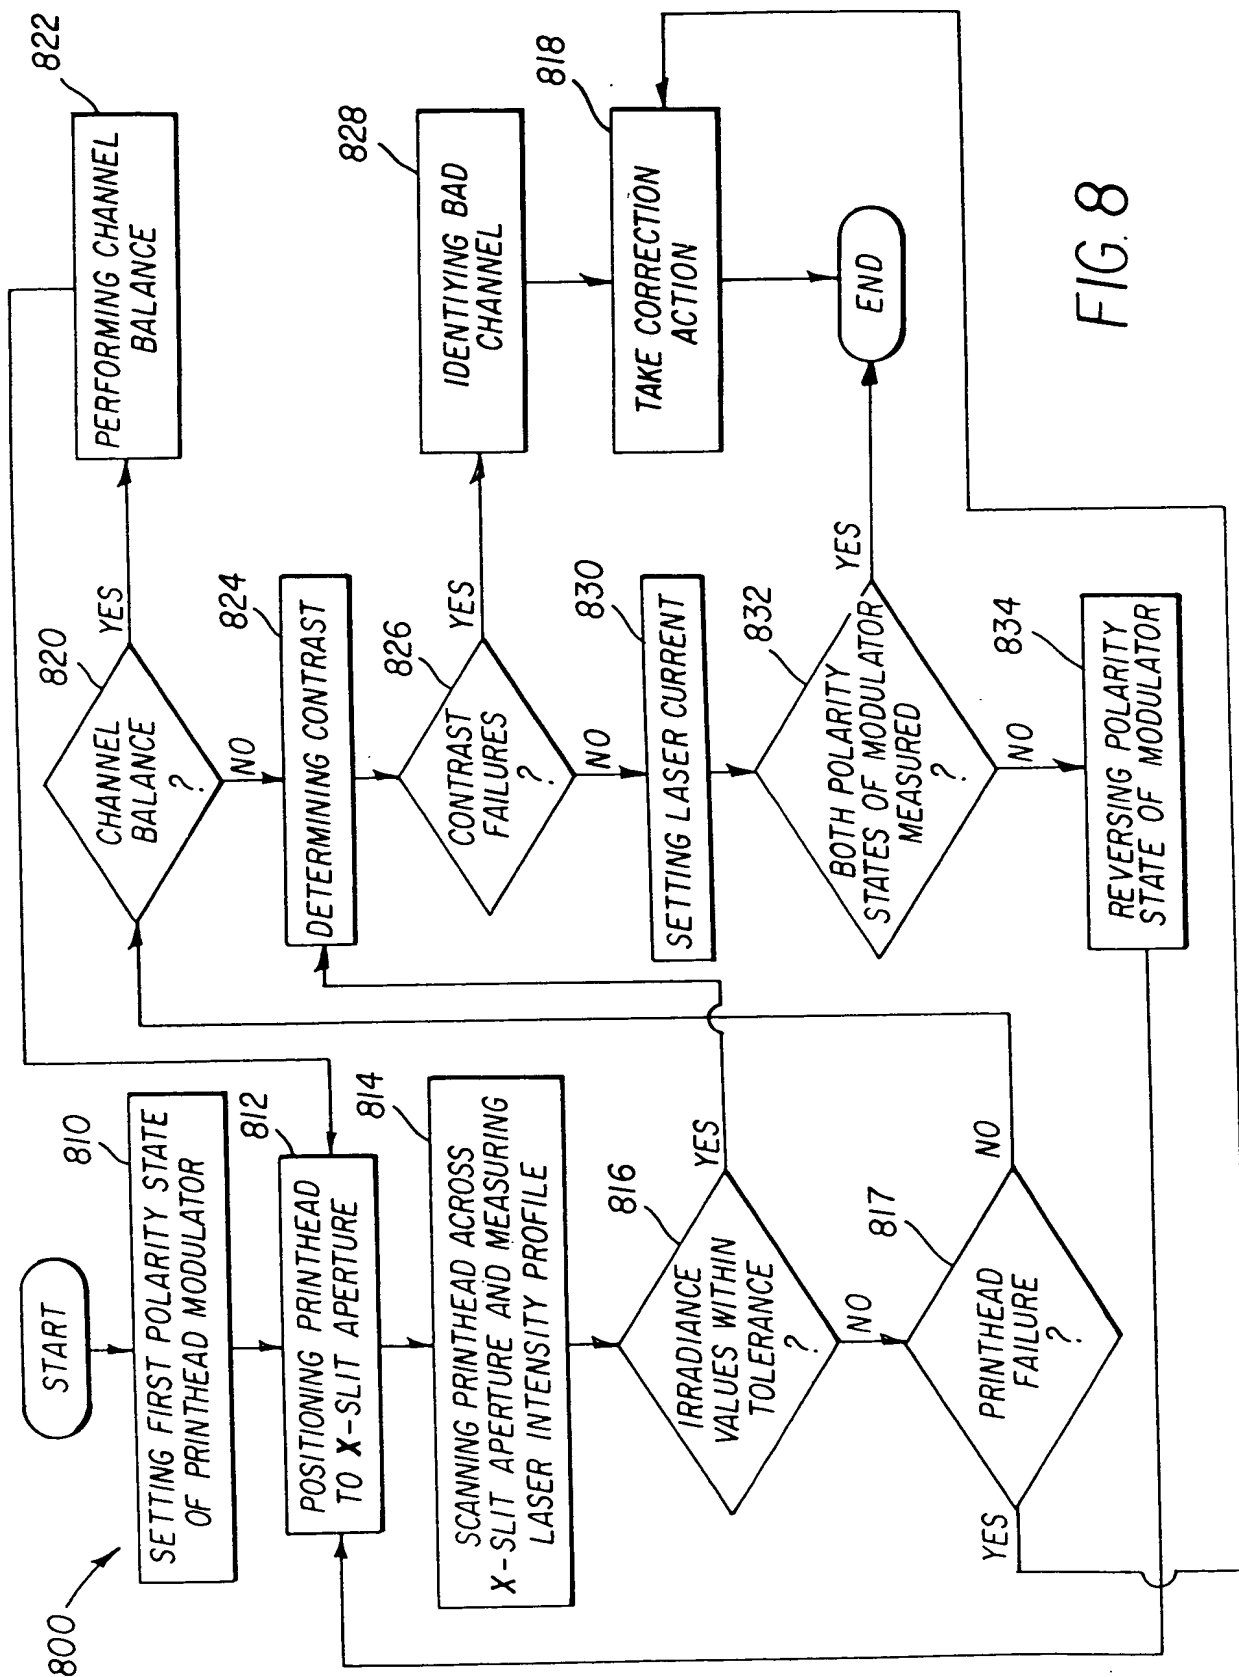 800
START
SETTING FIRST POLARITY STATE
OF PRINTHEAD MODULATOR
810
POSITIONING PRINTHEAD
TO X-SLIT APERTURE
812
SCANNING PRINTHEAD ACROSS
X-SLIT APERTURE AND MEASURING
LASER INTENSITY PROFILE
814
IRRADIANCE
VALUES WITHIN
TOLERANCE
?
816
YES
NO
PRINTHEAD
FAILURE
?
817
YES
NO
CHANNEL
BALANCE
?
820
YES
NO
PERFORMING CHANNEL
BALANCE
822
DETERMINING CONTRAST
824
CONTRAST
FAILURES
?
826
YES
NO
IDENTIYING BAD
CHANNEL
828
TAKE CORRECTION
ACTION
818
SETTING LASER CURRENT
830
BOTH POLARITY
STATES OF MODULATOR
MEASURED
?
832
YES
NO
END
REVERSING POLARITY
STATE OF MODULATOR
834
FIG. 8